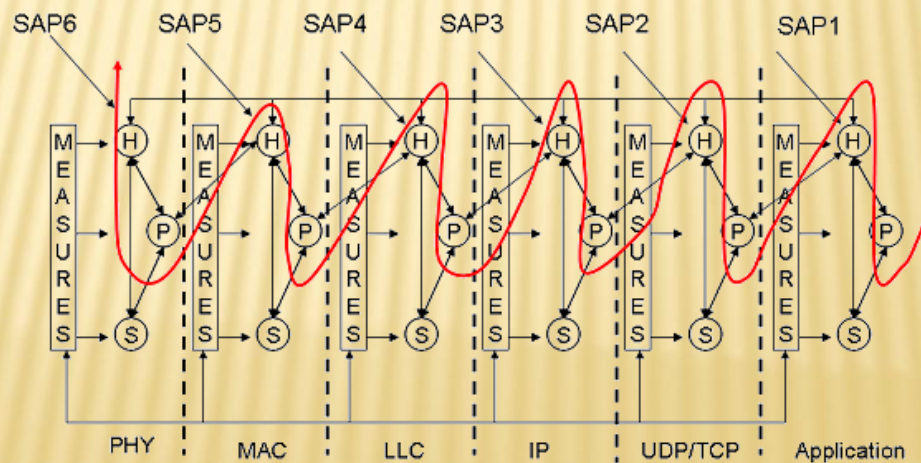 SAP6 SAP5 SAP4 SAP3 SAP2 SAP1
MEASURES H P S
MEASURES H P S
MEASURES H P S
MEASURES H P S
MEASURES H P S
MEASURES H P S
PHY MAC LLC IP UDP/TCP Application